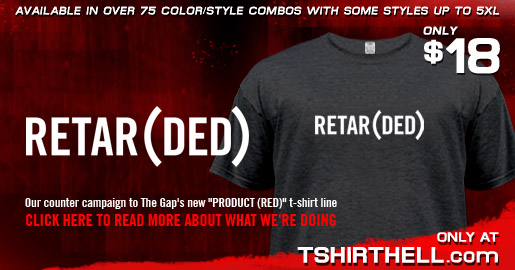 AVAILABLE IN OVER 75 COLOR/STYLE COMBOS WITH SOME STYLES UP TO 5XL
ONLY
$18
RETAR(DED)
RETAR(DED)
Our counter campaign to The Gap's new "PRODUCT (RED)" t-shirt line
CLICK HERE TO READ MORE ABOUT WHAT WE'RE DOING
ONLY AT
TSHIRTHELL.com